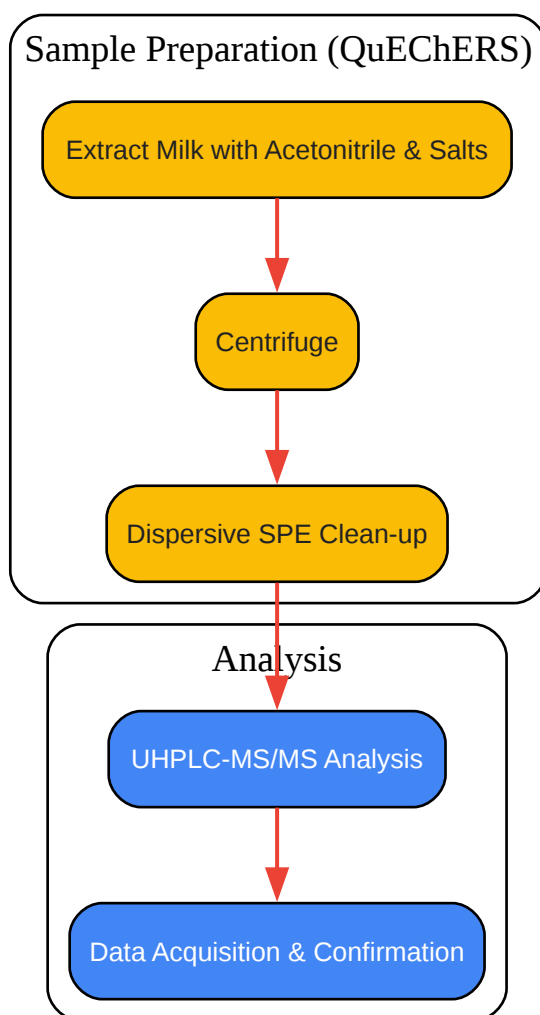 Sample Preparation (QuEChERS)
Extract Milk with Acetonitrile & Salts
Centrifuge
Dispersive SPE Clean-up
Analysis
UHPLC-MS/MS Analysis
Data Acquisition & Confirmation